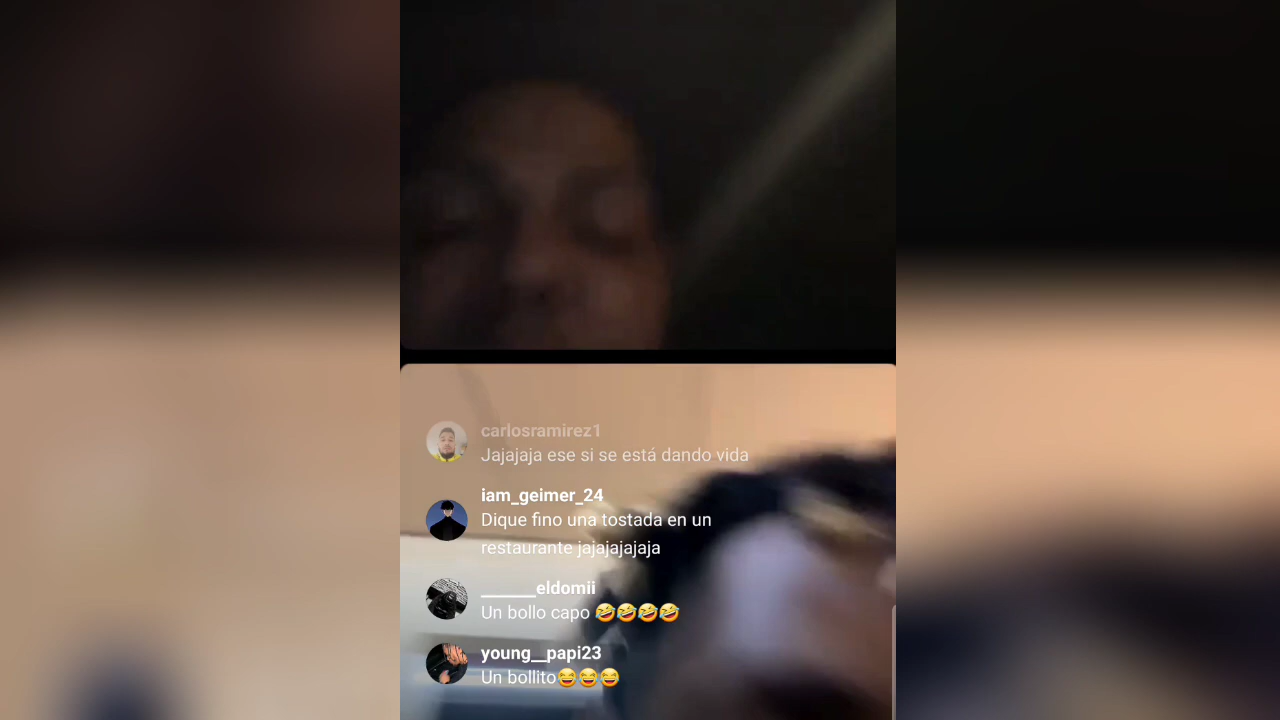 carlosramirez1
Jajajaja ese si se está dando vida
iam_geimer_24
Dique fino una tostada en un
restaurante jajajajajaja
_______eldomii
Un bollo capo 🤣🤣🤣🤣
young__papi23
Un bollito😂😂😂